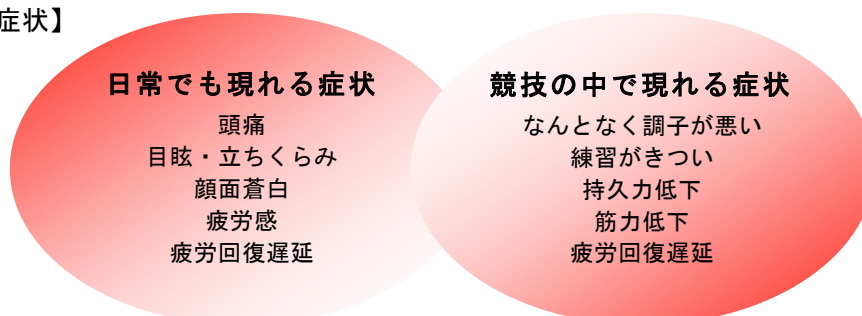 症状】
日常でも現れる症状
頭痛
目眩・立ちくらみ
顔面蒼白
疲労感
疲労回復遅延
競技の中で現れる症状
なんとなく調子が悪い
練習がきつい
持久力低下
筋力低下
疲労回復遅延